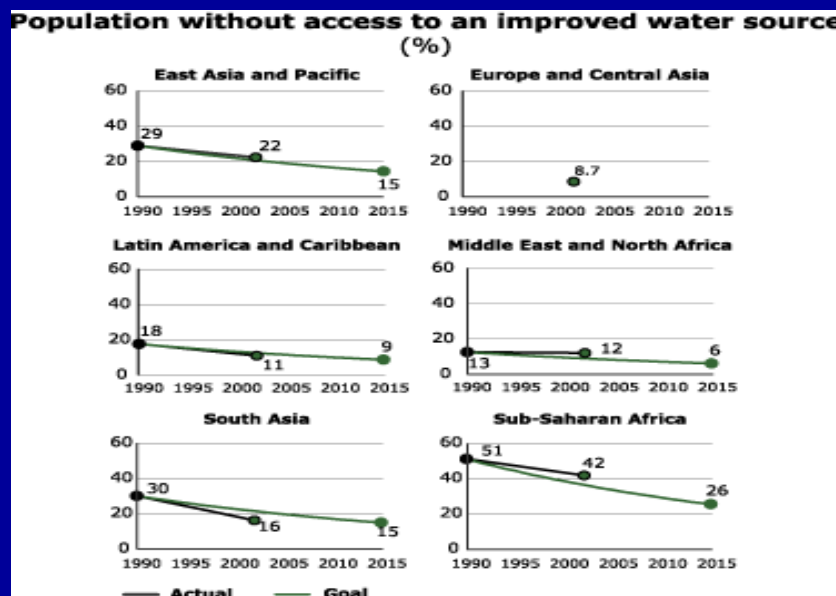 Population without access to an improved water source
(%)
East Asia and Pacific
60
40
20
0
29
22
15
1990 1995 2000 2005 2010 2015
Europe and Central Asia
60
40
20
0
8.7
1990 1995 2000 2005 2010 2015
Latin America and Caribbean
60
40
20
0
18
11
9
1990 1995 2000 2005 2010 2015
Middle East and North Africa
60
40
20
0
13
12
6
1990 1995 2000 2005 2010 2015
South Asia
60
40
20
0
30
16
15
1990 1995 2000 2005 2010 2015
Sub-Saharan Africa
60
40
20
0
51
42
26
1990 1995 2000 2005 2010 2015
Actual Goal